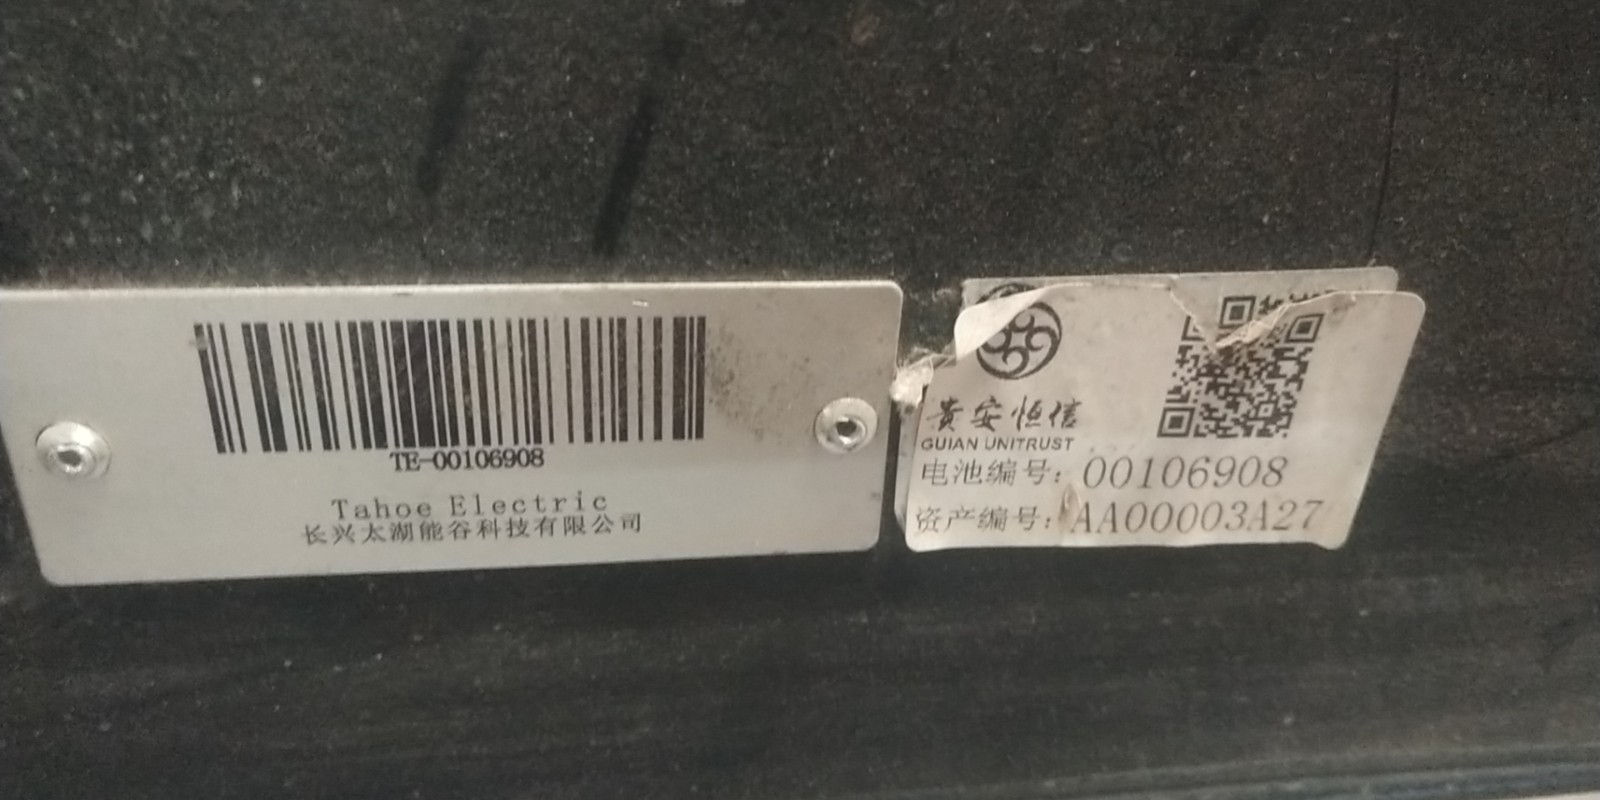 TE-00106908
Tahoe Electric
长兴太湖能谷科技有限公司
贵安恒信
GUIAN UNITRUST
电池编号：00106908
资产编号：AA00003A27